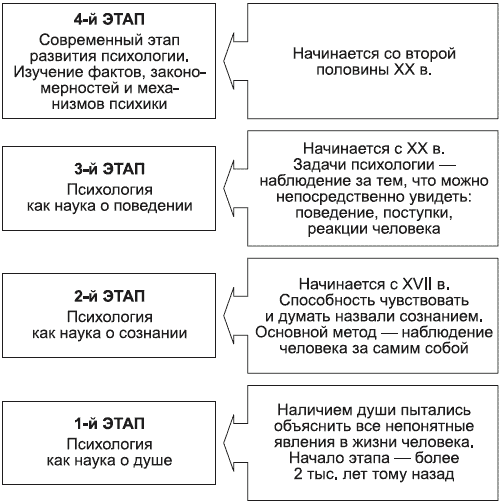 4-й ЭТАП
Современный этап
развития психологии.
Изучение фактов, законо-
мерностей и меха-
низмов психики
Начинается со второй
половины XX в.
3-й ЭТАП
Психология
как наука о поведении
Начинается с XX в.
Задачи психологии —
наблюдение за тем, что можно
непосредственно увидеть:
поведение, поступки,
реакции человека
2-й ЭТАП
Психология
как наука о сознании
Начинается с XVII в.
Способность чувствовать
и думать назвали сознанием.
Основной метод — наблюдение
человека за самим собой
1-й ЭТАП
Психология
как наука о душе
Наличием души пытались
объяснить все непонятные
явления в жизни человека.
Начало этапа — более
2 тыс. лет тому назад